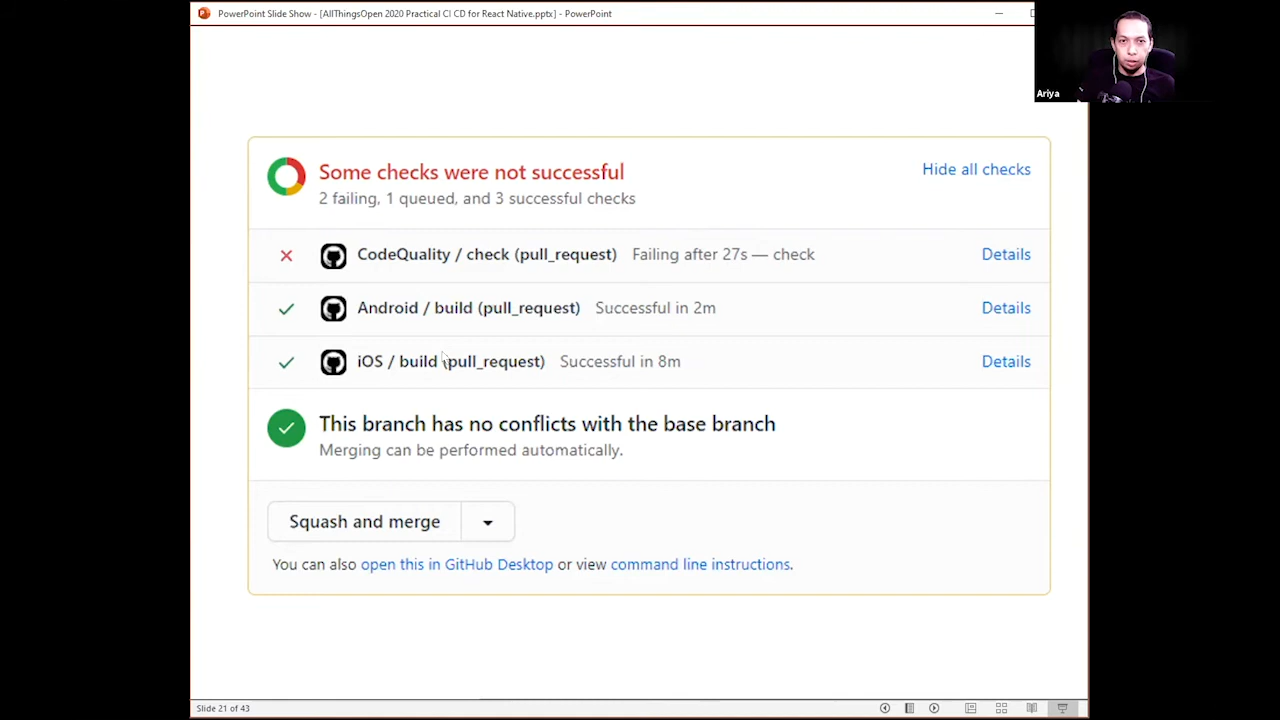 PowerPoint Slide Show - [AllThingsOpen 2020 Practical CI CD for React Native.pptx] - PowerPoint
Ariya
Some checks were not successful
Hide all checks
2 failing, 1 queued, and 3 successful checks
CodeQuality / check (pull_request) Failing after 27s — check Details
Android / build (pull_request) Successful in 2m Details
iOS / build (pull_request) Successful in 8m Details
This branch has no conflicts with the base branch
Merging can be performed automatically.
Squash and merge
You can also open this in GitHub Desktop or view command line instructions.
Slide 21 of 43